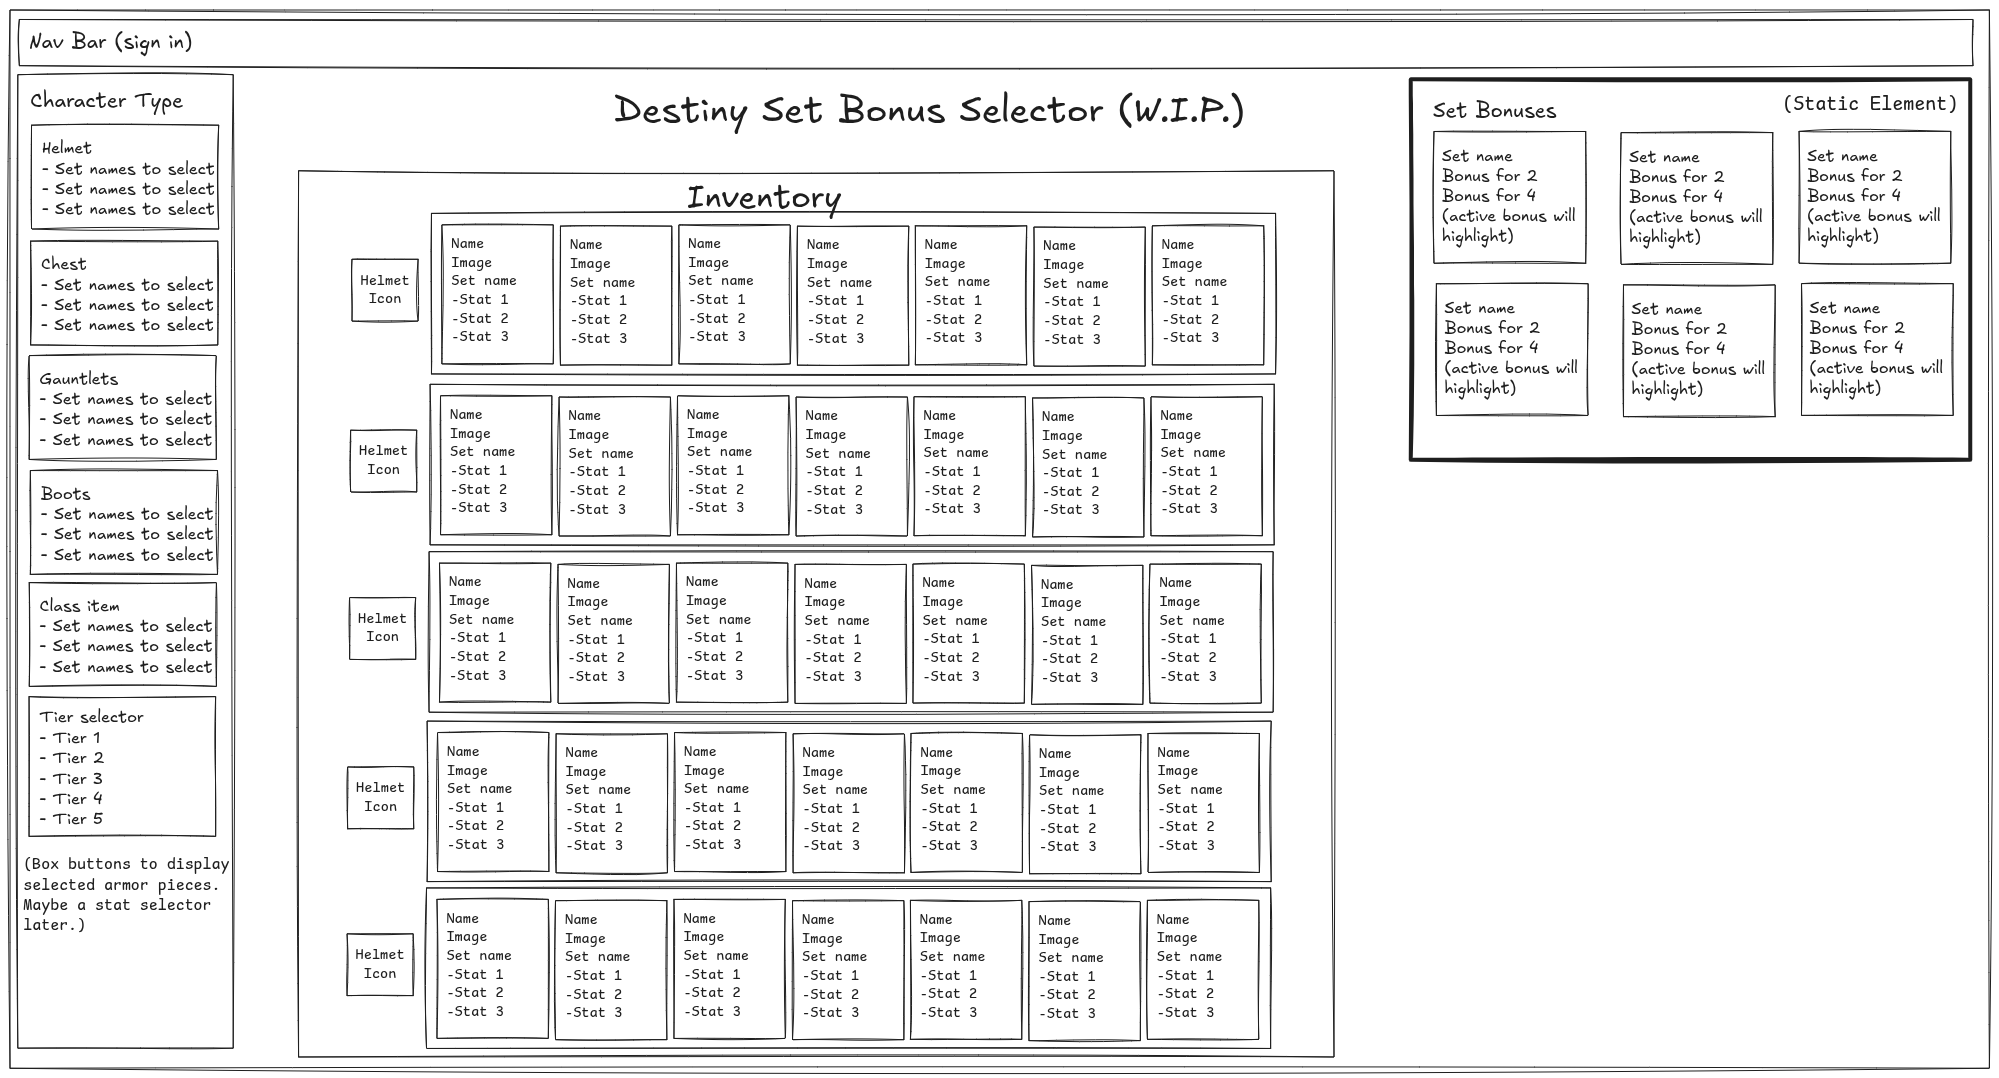 Nav Bar (sign in)
Character Type
Helmet
- Set names to select
- Set names to select
- Set names to select
Chest
- Set names to select
- Set names to select
- Set names to select
Gauntlets
- Set names to select
- Set names to select
- Set names to select
Boots
- Set names to select
- Set names to select
- Set names to select
Class item
- Set names to select
- Set names to select
- Set names to select
Tier selector
- Tier 1
- Tier 2
- Tier 3
- Tier 4
- Tier 5
(Box buttons to display
selected armor pieces.
Maybe a stat selector
later.)
Destiny Set Bonus Selector (W.I.P.)
Inventory
Helmet
Icon
Name
Image
Set name
-Stat 1
-Stat 2
-Stat 3
Name
Image
Set name
-Stat 1
-Stat 2
-Stat 3
Name
Image
Set name
-Stat 1
-Stat 2
-Stat 3
Name
Image
Set name
-Stat 1
-Stat 2
-Stat 3
Name
Image
Set name
-Stat 1
-Stat 2
-Stat 3
Name
Image
Set name
-Stat 1
-Stat 2
-Stat 3
Name
Image
Set name
-Stat 1
-Stat 2
-Stat 3
Helmet
Icon
Name
Image
Set name
-Stat 1
-Stat 2
-Stat 3
Name
Image
Set name
-Stat 1
-Stat 2
-Stat 3
Name
Image
Set name
-Stat 1
-Stat 2
-Stat 3
Name
Image
Set name
-Stat 1
-Stat 2
-Stat 3
Name
Image
Set name
-Stat 1
-Stat 2
-Stat 3
Name
Image
Set name
-Stat 1
-Stat 2
-Stat 3
Name
Image
Set name
-Stat 1
-Stat 2
-Stat 3
Helmet
Icon
Name
Image
Set name
-Stat 1
-Stat 2
-Stat 3
Name
Image
Set name
-Stat 1
-Stat 2
-Stat 3
Name
Image
Set name
-Stat 1
-Stat 2
-Stat 3
Name
Image
Set name
-Stat 1
-Stat 2
-Stat 3
Name
Image
Set name
-Stat 1
-Stat 2
-Stat 3
Name
Image
Set name
-Stat 1
-Stat 2
-Stat 3
Name
Image
Set name
-Stat 1
-Stat 2
-Stat 3
Helmet
Icon
Name
Image
Set name
-Stat 1
-Stat 2
-Stat 3
Name
Image
Set name
-Stat 1
-Stat 2
-Stat 3
Name
Image
Set name
-Stat 1
-Stat 2
-Stat 3
Name
Image
Set name
-Stat 1
-Stat 2
-Stat 3
Name
Image
Set name
-Stat 1
-Stat 2
-Stat 3
Name
Image
Set name
-Stat 1
-Stat 2
-Stat 3
Name
Image
Set name
-Stat 1
-Stat 2
-Stat 3
Helmet
Icon
Name
Image
Set name
-Stat 1
-Stat 2
-Stat 3
Name
Image
Set name
-Stat 1
-Stat 2
-Stat 3
Name
Image
Set name
-Stat 1
-Stat 2
-Stat 3
Name
Image
Set name
-Stat 1
-Stat 2
-Stat 3
Name
Image
Set name
-Stat 1
-Stat 2
-Stat 3
Name
Image
Set name
-Stat 1
-Stat 2
-Stat 3
Name
Image
Set name
-Stat 1
-Stat 2
-Stat 3
Set Bonuses
(Static Element)
Set name
Bonus for 2
Bonus for 4
(active bonus will
highlight)
Set name
Bonus for 2
Bonus for 4
(active bonus will
highlight)
Set name
Bonus for 2
Bonus for 4
(active bonus will
highlight)
Set name
Bonus for 2
Bonus for 4
(active bonus will
highlight)
Set name
Bonus for 2
Bonus for 4
(active bonus will
highlight)
Set name
Bonus for 2
Bonus for 4
(active bonus will
highlight)